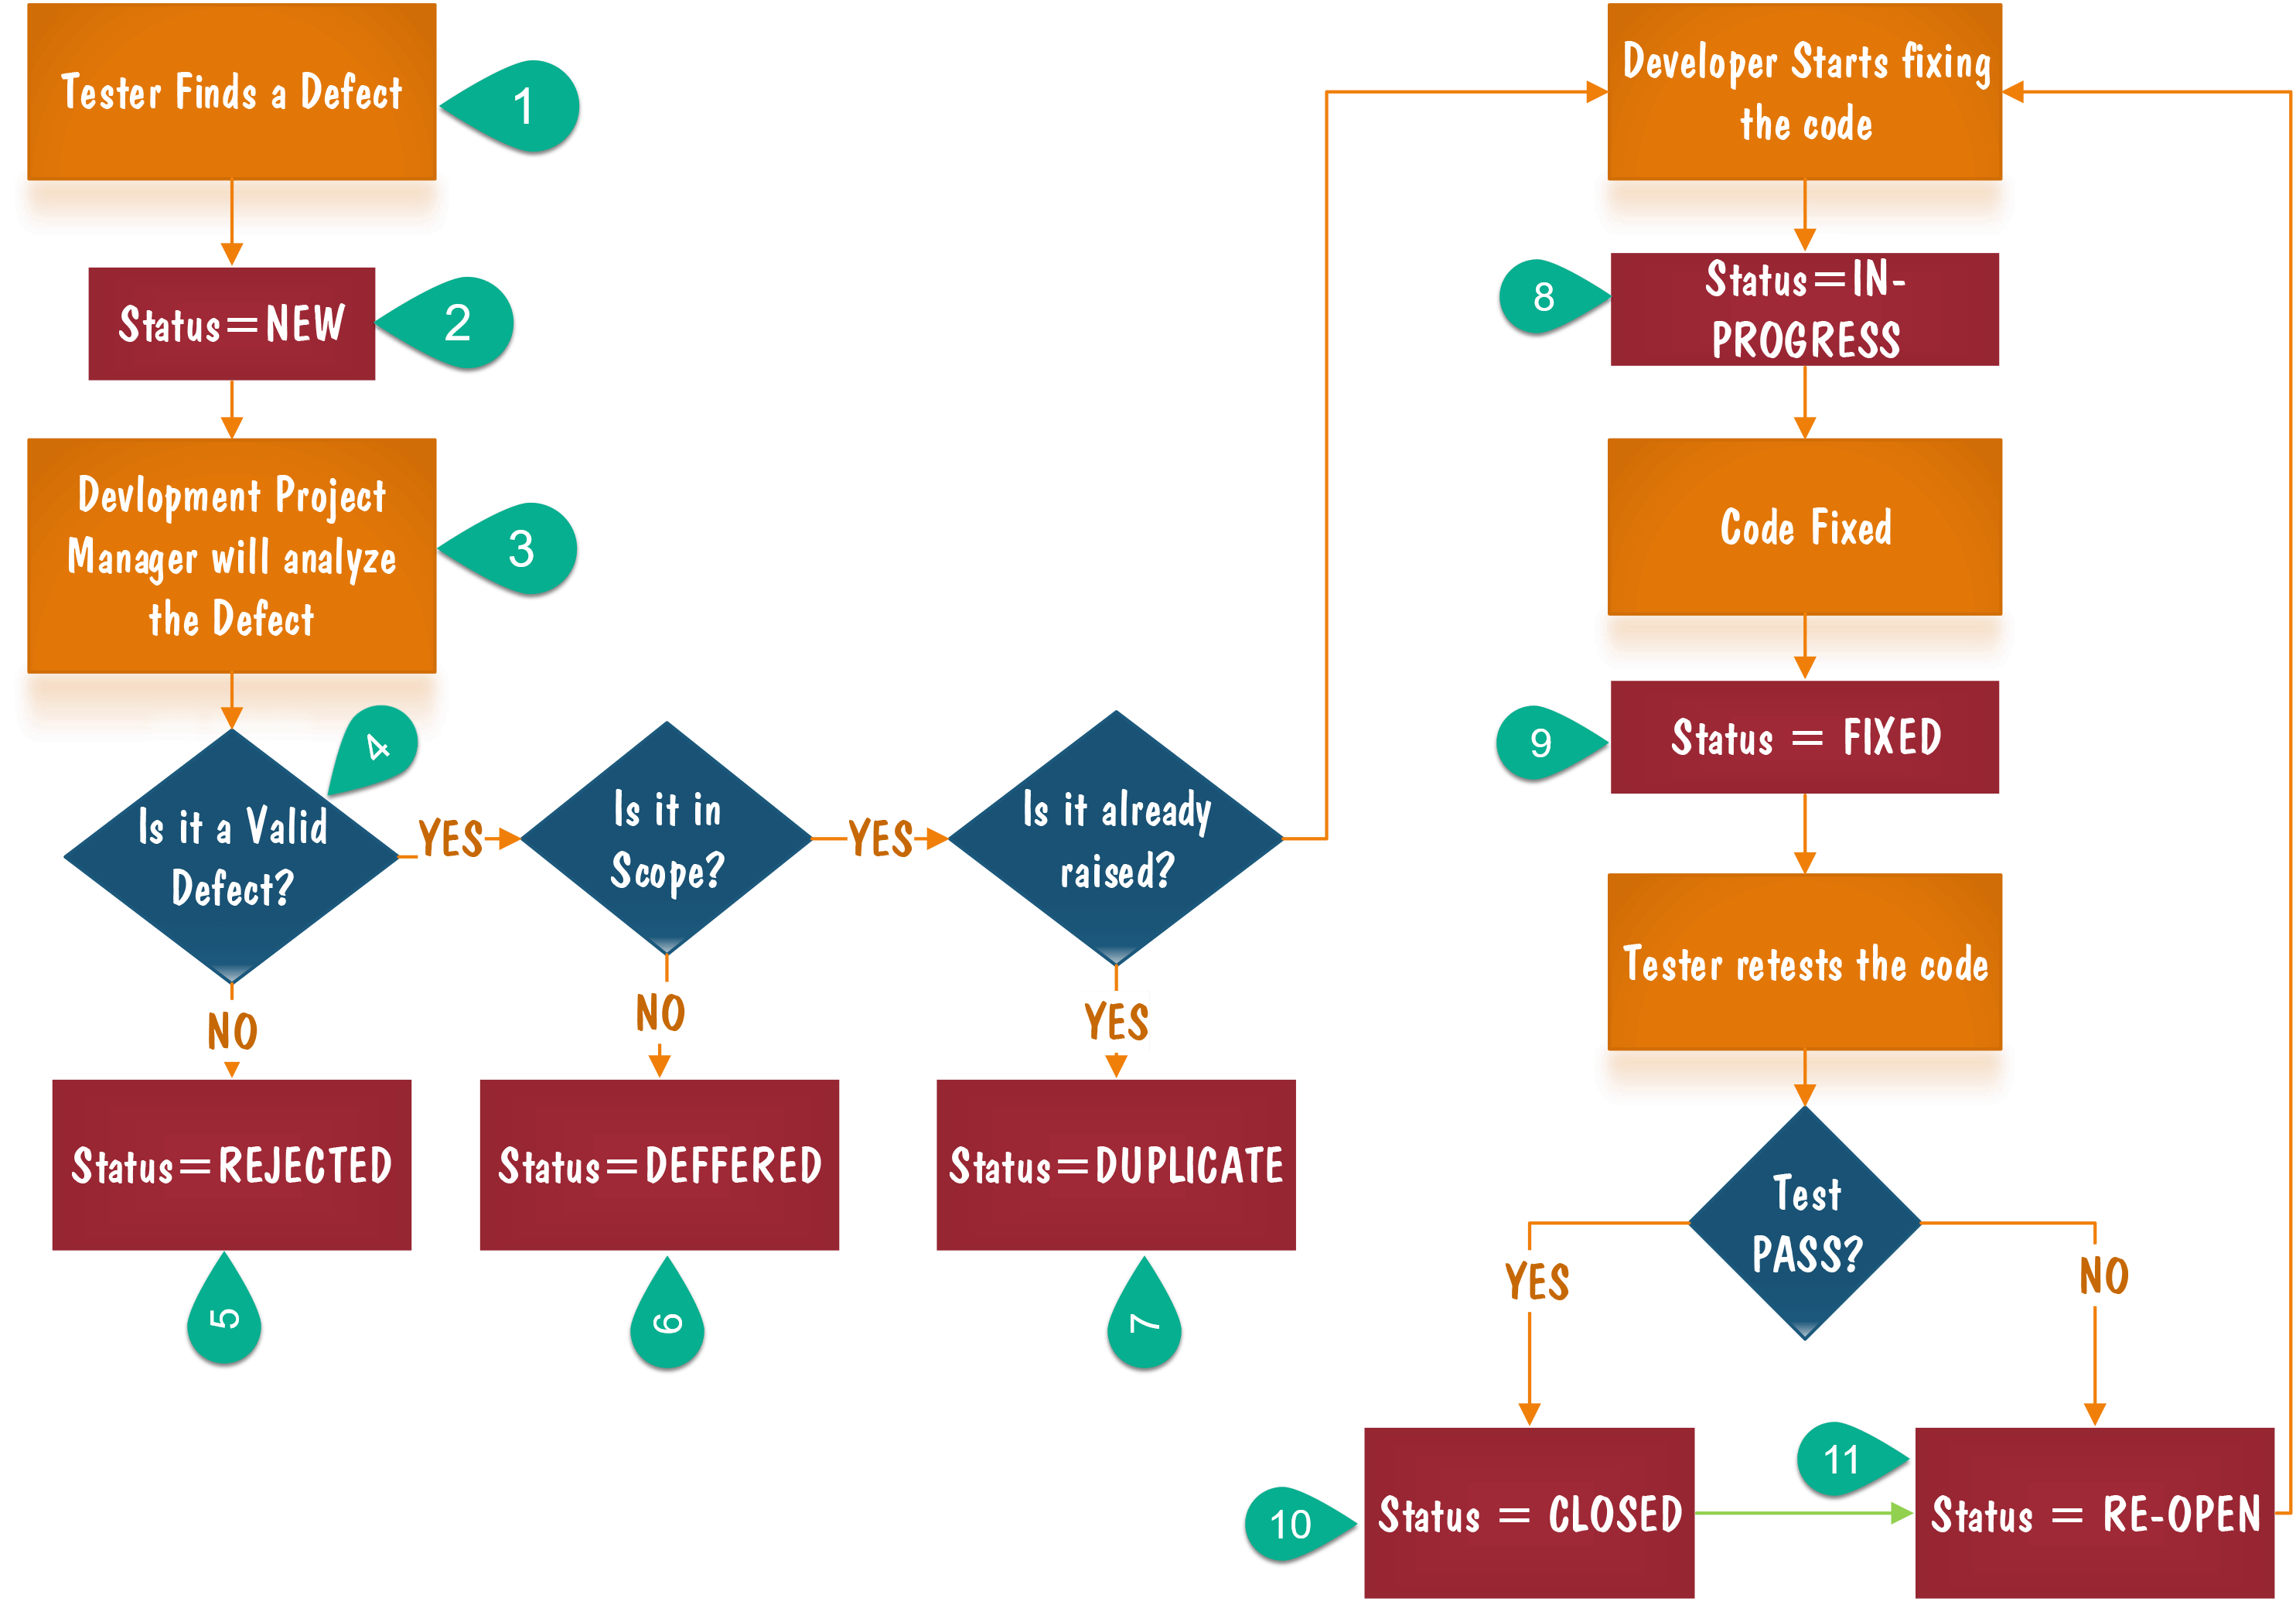 Tester Finds a Defect
1
Status=NEW
2
Devlopment Project
Manager will analyze
the Defect
3
4
Is it a Valid
Defect?
YES
NO
Status=REJECTED
5
Is it in
Scope?
YES
NO
Status=DEFFERED
6
Is it already
raised?
YES
Status=DUPLICATE
7
Developer Starts fixing
the code
8
Status=IN-
PROGRESS
Code Fixed
9
Status = FIXED
Tester retests the code
Test
PASS?
YES
NO
10
Status = CLOSED
11
Status = RE-OPEN